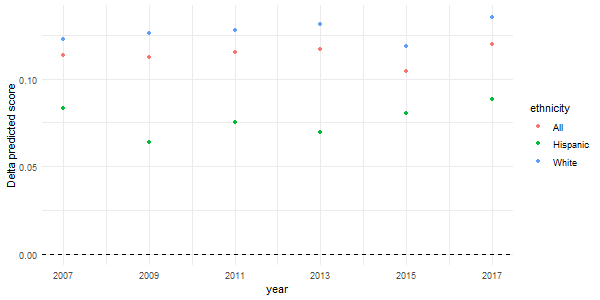 Delta predicted score
0.10
0.05
0.00
2007 2009 2011 2013 2015 2017
year
ethnicity
All
Hispanic
White